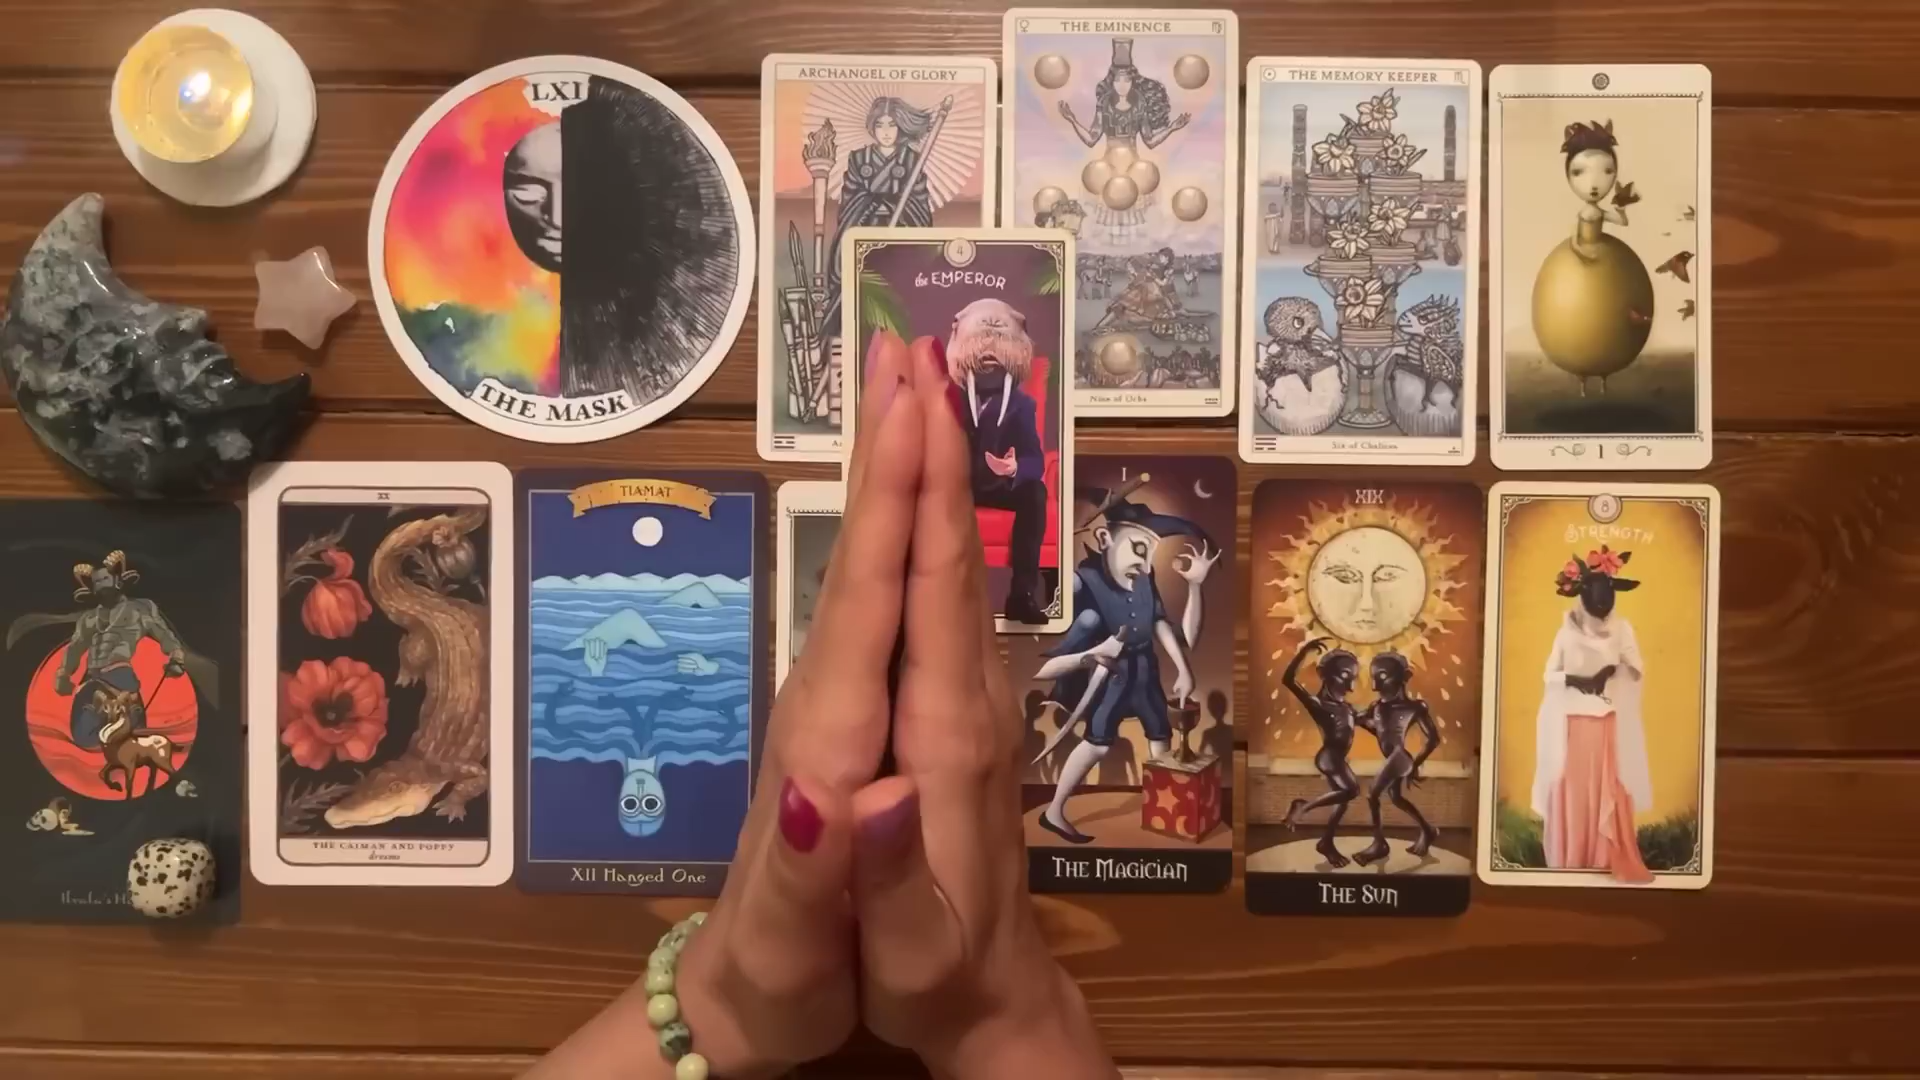 LXI
THE MASK
ARCHANGEL OF GLORY
THE EMINENCE
Nine of Orbs
THE MEMORY KEEPER
Six of Chalices
1
4
the EMPEROR
XX
THE CAIMAN AND POPPY
dreams
TIAMAT
XII Hanged One
I
THE MAGICIAN
XIX
THE SUN
8
STRENGTH